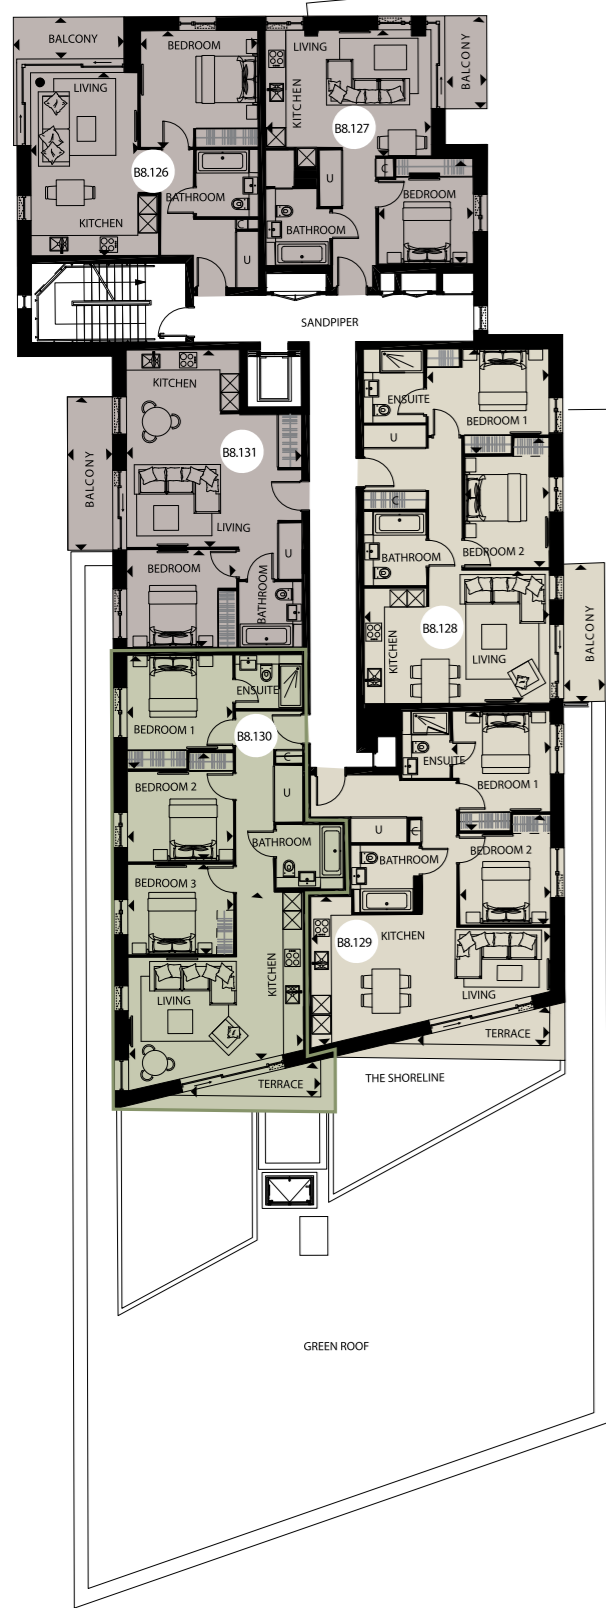 BALCONY
BEDROOM
LIVING
B8.126
BATHROOM
KITCHEN
U
C
LIVING
KITCHEN
B8.127
BALCONY
U
C
BEDROOM
BATHROOM
SANDPIPER
KITCHEN
B8.131
BALCONY
LIVING
BEDROOM
U
BATHROOM
ENSUITE
BEDROOM 1
U
C
BEDROOM 2
BATHROOM
KITCHEN
B8.128
LIVING
BALCONY
ENSUITE
BEDROOM 1
B8.130
C
U
BEDROOM 2
BATHROOM
BEDROOM 3
KITCHEN
LIVING
TERRACE
ENSUITE
BEDROOM 1
U
C
BEDROOM 2
BATHROOM
KITCHEN
B8.129
LIVING
TERRACE
THE SHORELINE
GREEN ROOF